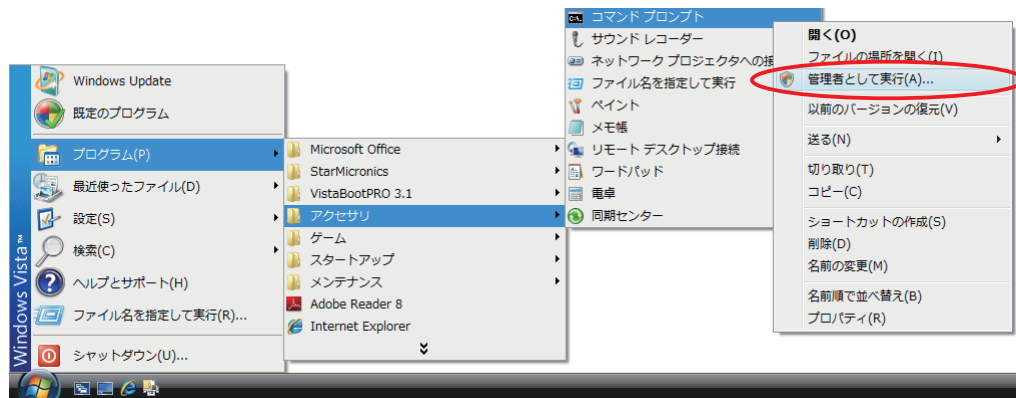 Windows Vista™
Windows Update
既定のプログラム
プログラム(P)
最近使ったファイル(D)
設定(S)
検索(C)
ヘルプとサポート(H)
ファイル名を指定して実行(R)...
シャットダウン(U)...
Microsoft Office
StarMicronics
VistaBootPRO 3.1
アクセサリ
ゲーム
スタートアップ
メンテナンス
Adobe Reader 8
Internet Explorer
コマンド プロンプト
サウンド レコーダー
ネットワーク プロジェクタへの接
ファイル名を指定して実行
ペイント
メモ帳
リモート デスクトップ接続
ワードパッド
電卓
同期センター
開く(O)
ファイルの場所を開く(I)
管理者として実行(A)...
以前のバージョンの復元(V)
送る(N)
切り取り(T)
コピー(C)
ショートカットの作成(S)
削除(D)
名前の変更(M)
名前順で並べ替え(B)
プロパティ(R)